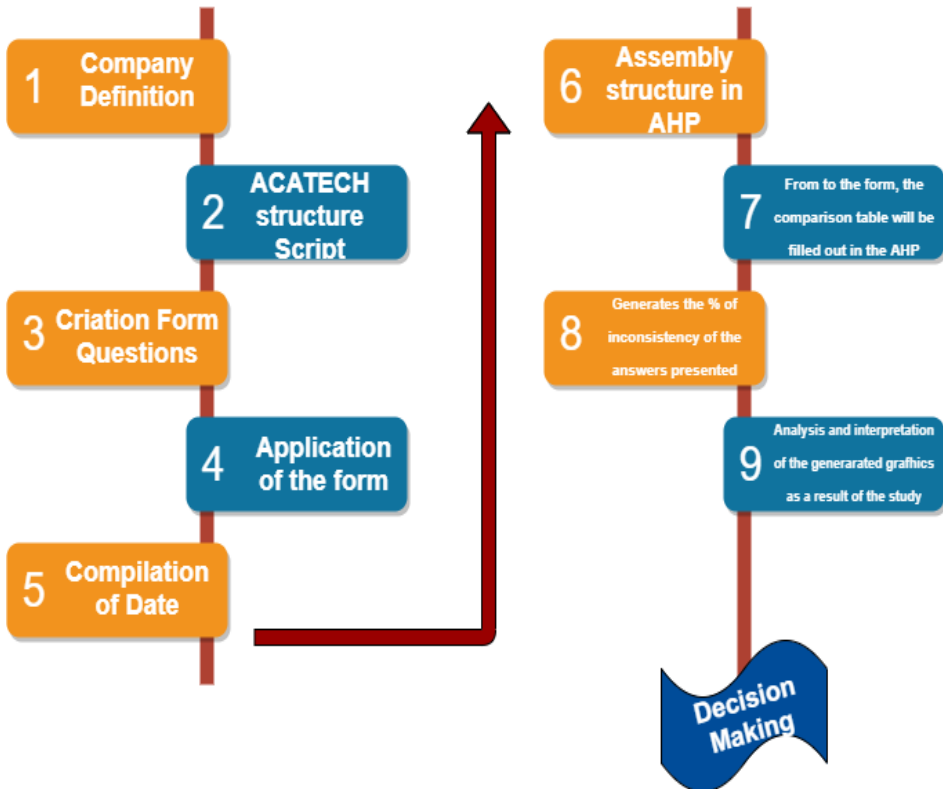 1
Company
Definition
2
ACATECH
structure
Script
3
Criation Form
Questions
4
Application
of the form
5
Compilation
of Date
6
Assembly
structure in
AHP
7
From to the form, the
comparison table will be
filled out in the AHP
8
Generates the % of
inconsistency of the
answers presented
9
Analysis and interpretation
of the generarated grafhics
as a result of the study
Decision
Making